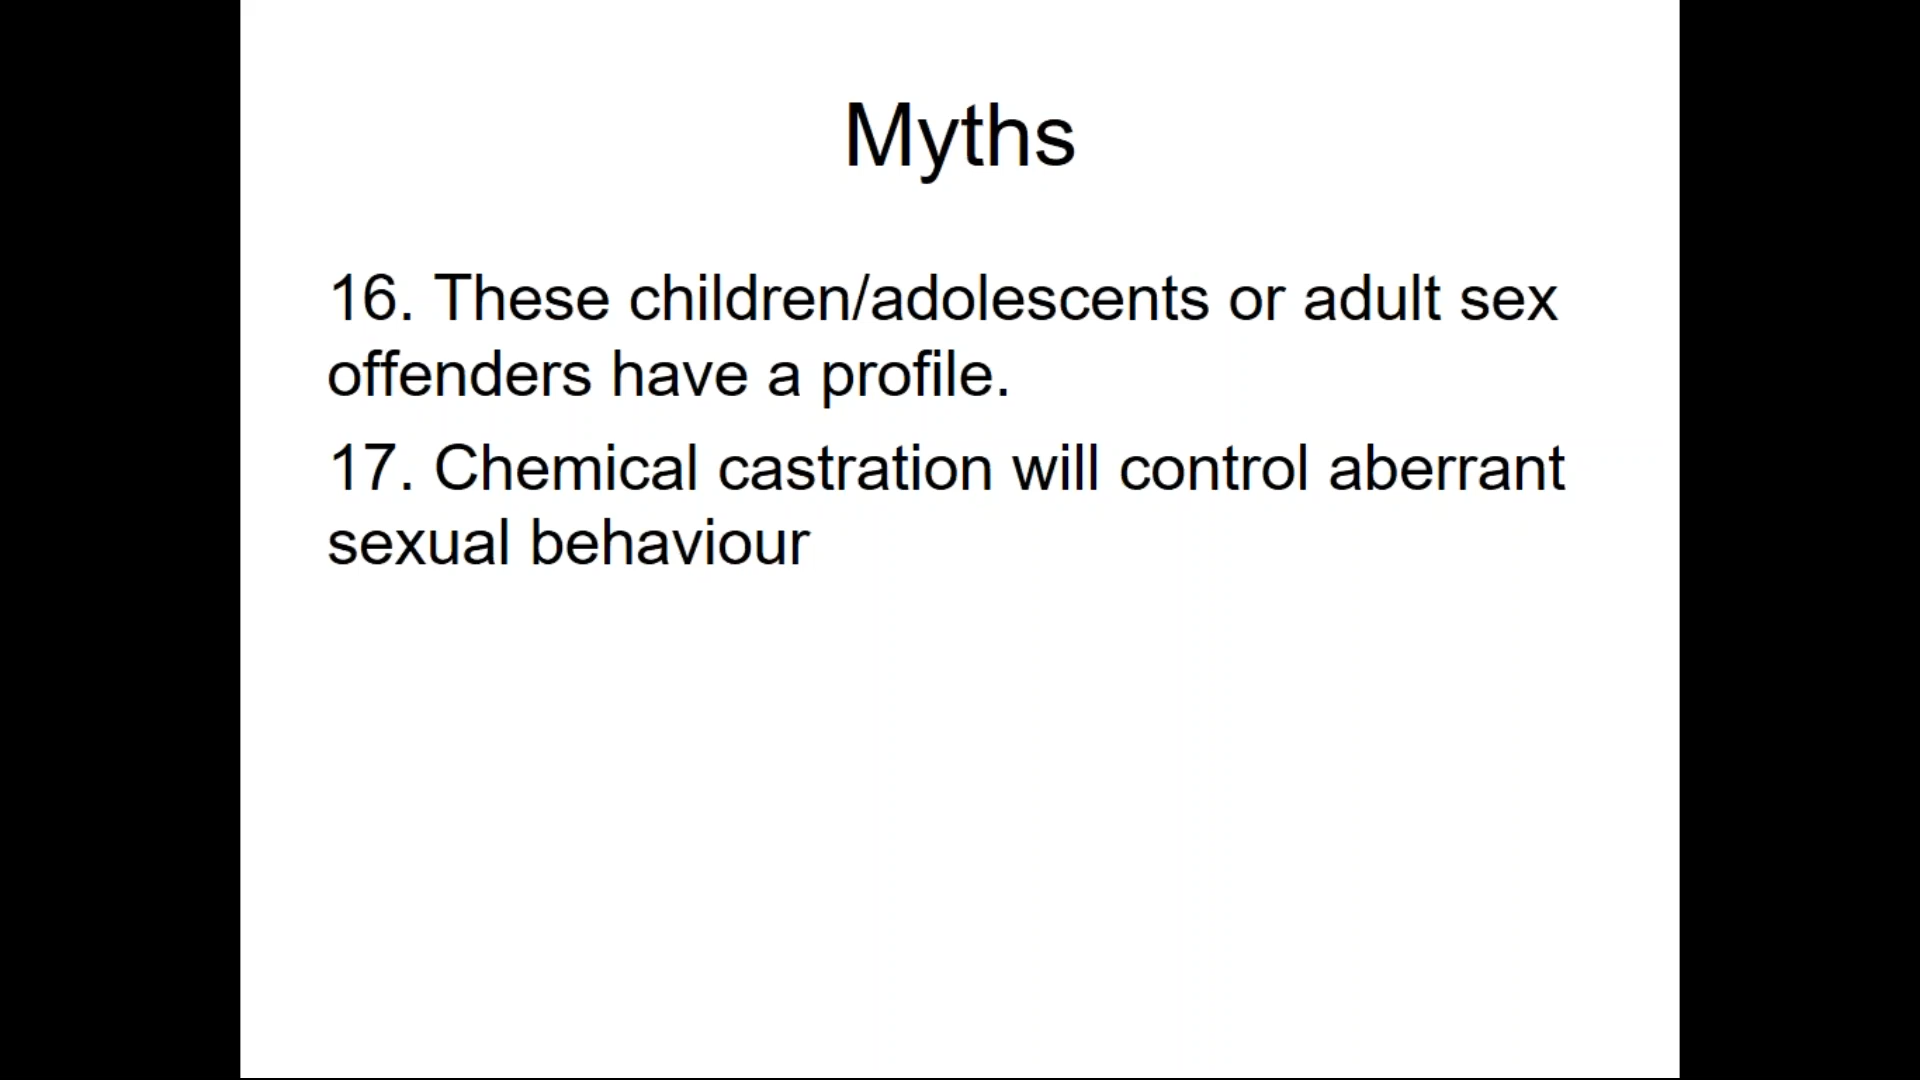 Myths
16. These children/adolescents or adult sex
offenders have a profile.
17. Chemical castration will control aberrant
sexual behaviour